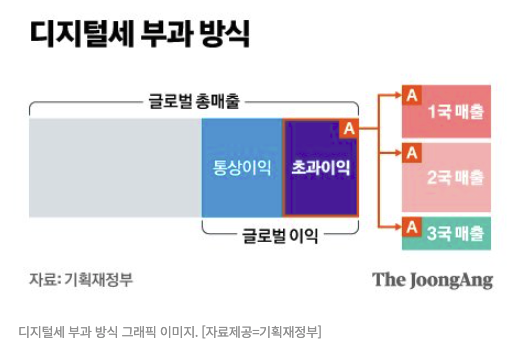 디지털세 부과 방식
글로벌 총매출
A
A
1국 매출
통상이익
초과이익
A
2국 매출
A
3국 매출
글로벌 이익
자료: 기획재정부
The JoongAng
디지털세 부과 방식 그래픽 이미지. [자료제공=기획재정부]